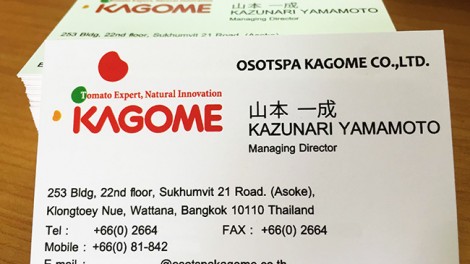 KAGOME
山本 一成
KAZUNARI YAMAMOTO
Managing Director
253 Bldg, 22nd floor, Sukhumvit 21 Road. (Asoke),
OSOTSPA KAGOME CO.,LTD.
Tomato Expert, Natural Innovation
KAGOME
山本 一成
KAZUNARI YAMAMOTO
Managing Director
253 Bldg, 22nd floor, Sukhumvit 21 Road. (Asoke),
Klongtoey Nue, Wattana, Bangkok 10110 Thailand
Tel : +66(0) 2664 FAX : +66(0) 2664
Mobile : +66(0) 81-842
E-mail : @osotspakagome.co.th